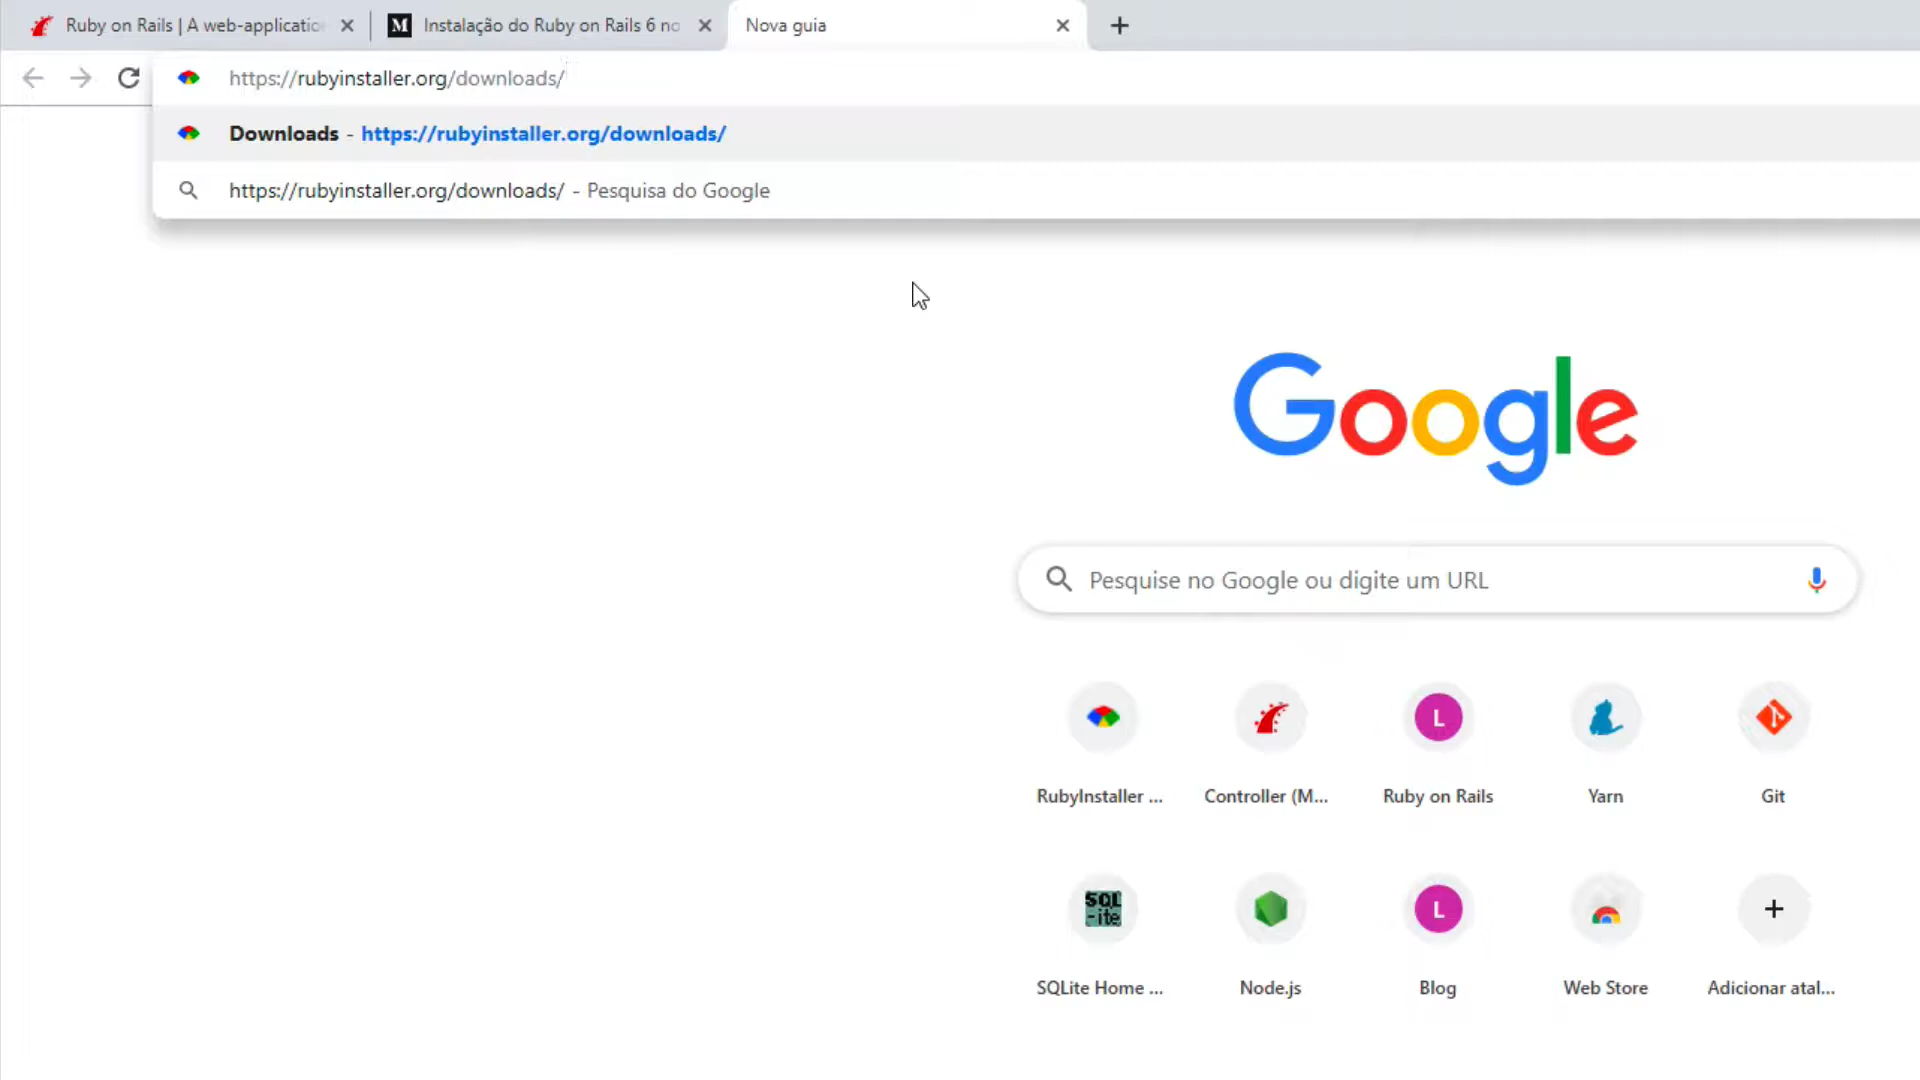 Ruby on Rails | A web-applicatio
Instalação do Ruby on Rails 6 no
Nova guia
https://rubyinstaller.org/downloads/
Downloads - https://rubyinstaller.org/downloads/
https://rubyinstaller.org/downloads/ - Pesquisa do Google
Google
Pesquise no Google ou digite um URL
L
RubyInstaller ...
Controller (M...
Ruby on Rails
Yarn
Git
SQL
-ite
L
SQLite Home ...
Node.js
Blog
Web Store
Adicionar atal...